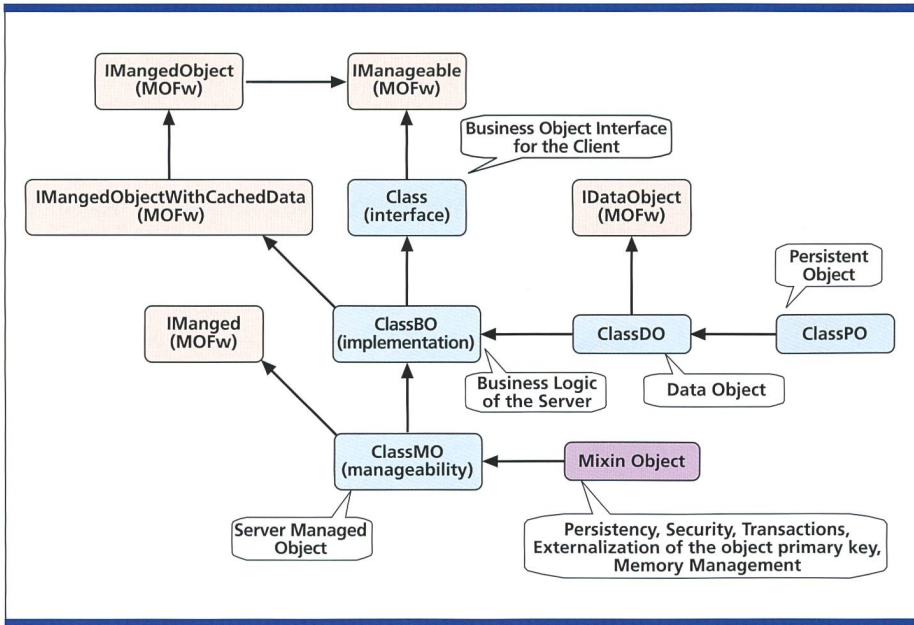 IMangedObject
(MOFw)
IManageable
(MOFw)
Business Object Interface
for the Client
IMangedObjectWithCachedData
(MOFw)
Class
(interface)
IDataObject
(MOFw)
Persistent
Object
IManged
(MOFw)
ClassBO
(implementation)
ClassDO
ClassPO
Business Logic
of the Server
Data Object
ClassMO
(manageability)
Mixin Object
Server Managed
Object
Persistency, Security, Transactions,
Externalization of the object primary key,
Memory Management